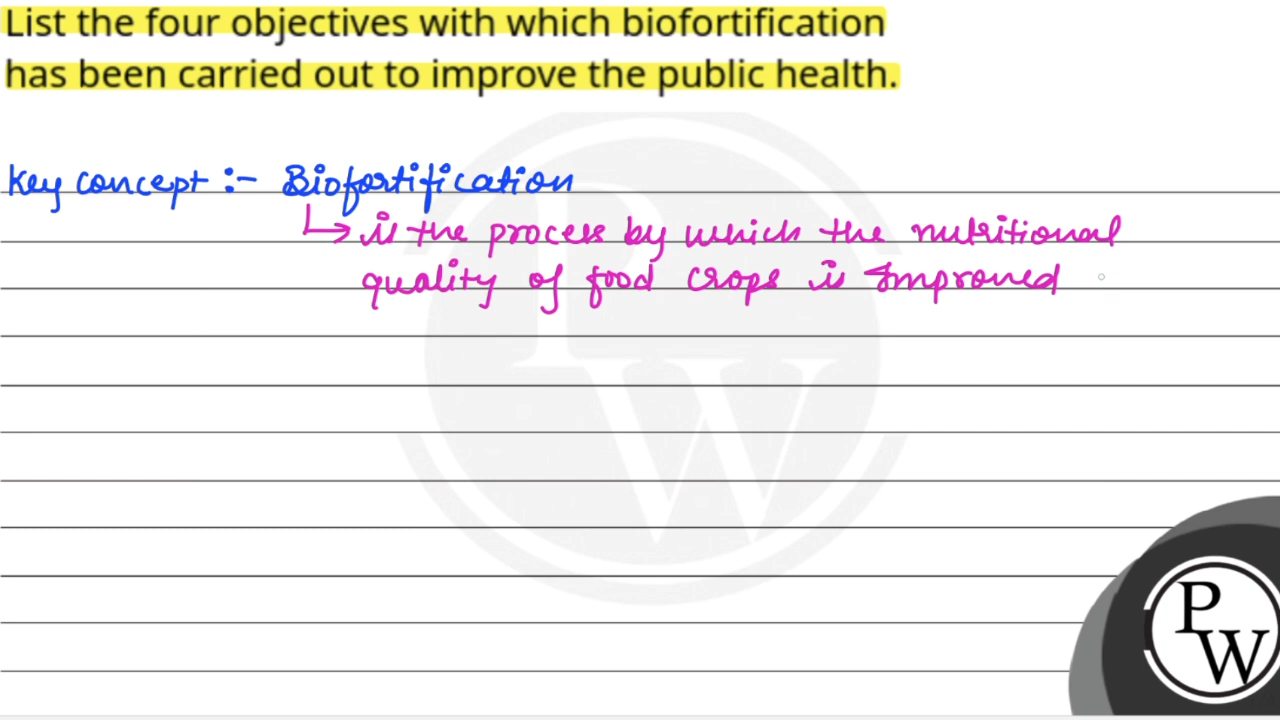 List the four objectives with which biofortification
has been carried out to improve the public health.
Key concept :- Biofortification
↳ is the process by which the nutritional
quality of food crops is improved
P
W
P
W